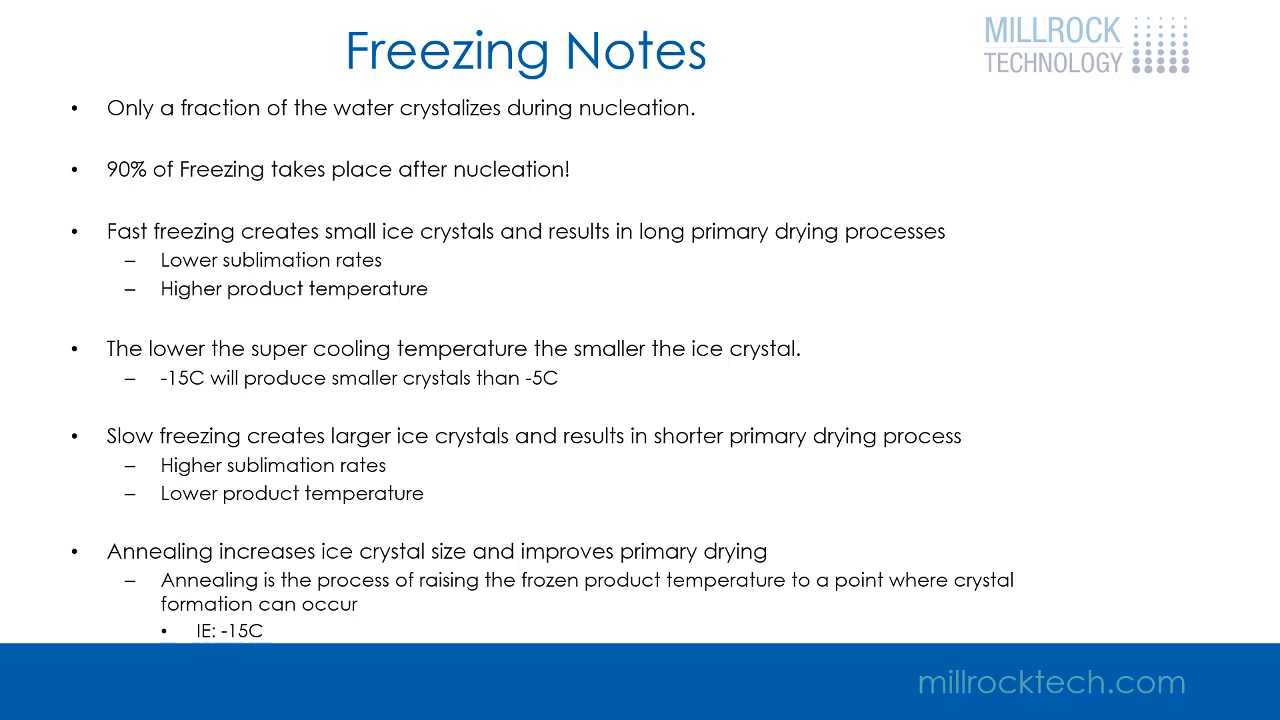 Freezing Notes
MILLROCK
TECHNOLOGY
• Only a fraction of the water crystalizes during nucleation.
• 90% of Freezing takes place after nucleation!
• Fast freezing creates small ice crystals and results in long primary drying processes
– Lower sublimation rates
– Higher product temperature
• The lower the super cooling temperature the smaller the ice crystal.
– -15C will produce smaller crystals than -5C
• Slow freezing creates larger ice crystals and results in shorter primary drying process
– Higher sublimation rates
– Lower product temperature
• Annealing increases ice crystal size and improves primary drying
– Annealing is the process of raising the frozen product temperature to a point where crystal
formation can occur
• IE: -15C
millrocktech.com